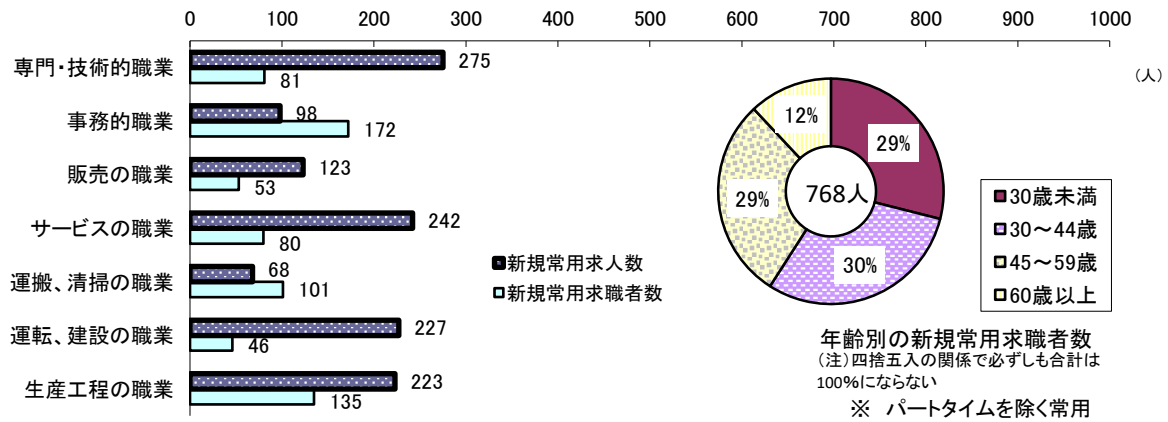 0 100 200 300 400 500 600 700 800 900 1000
(人)
専門・技術的職業 275
81
事務的職業 98
172
販売の職業 123
53
サービスの職業 242
80
運搬、清掃の職業 68
101
運転、建設の職業 227
46
生産工程の職業 223
135
新規常用求人数
新規常用求職者数
12%
29%
29%
30%
768人
30歳未満
30～44歳
45～59歳
60歳以上
年齢別の新規常用求職者数
(注)四捨五入の関係で必ずしも合計は
100%にならない
※ パートタイムを除く常用